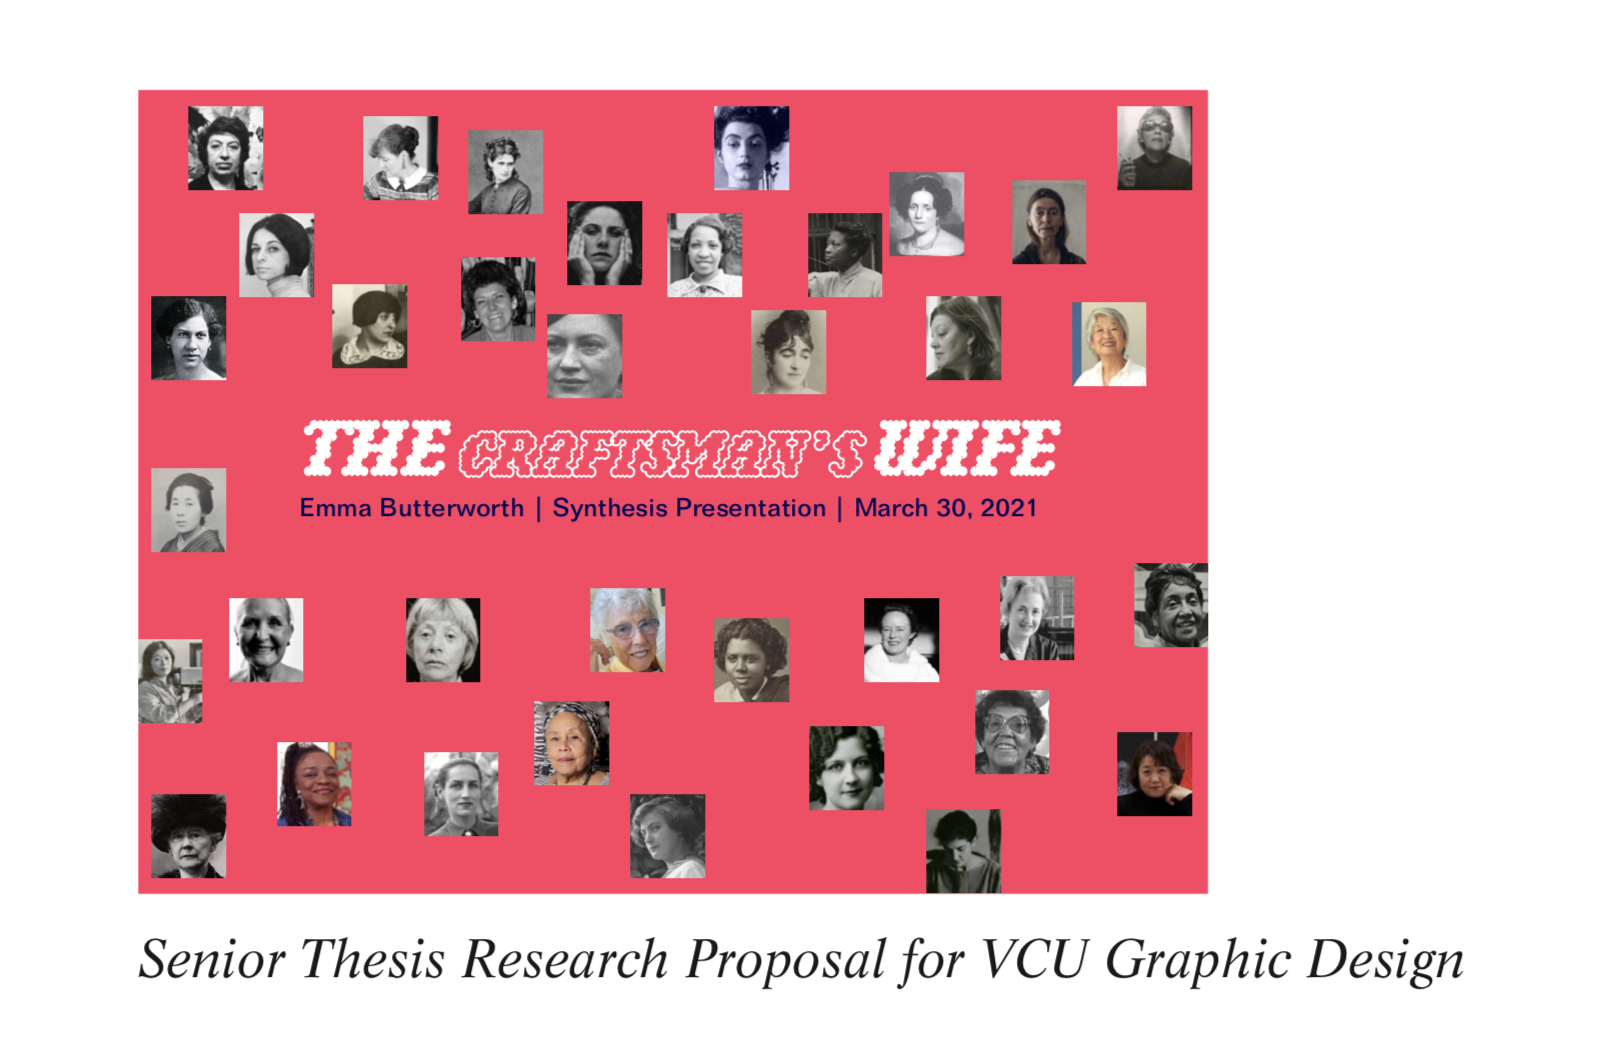 THE CRAFTSMAN'S WIFE
Emma Butterworth | Synthesis Presentation | March 30, 2021
Senior Thesis Research Proposal for VCU Graphic Design